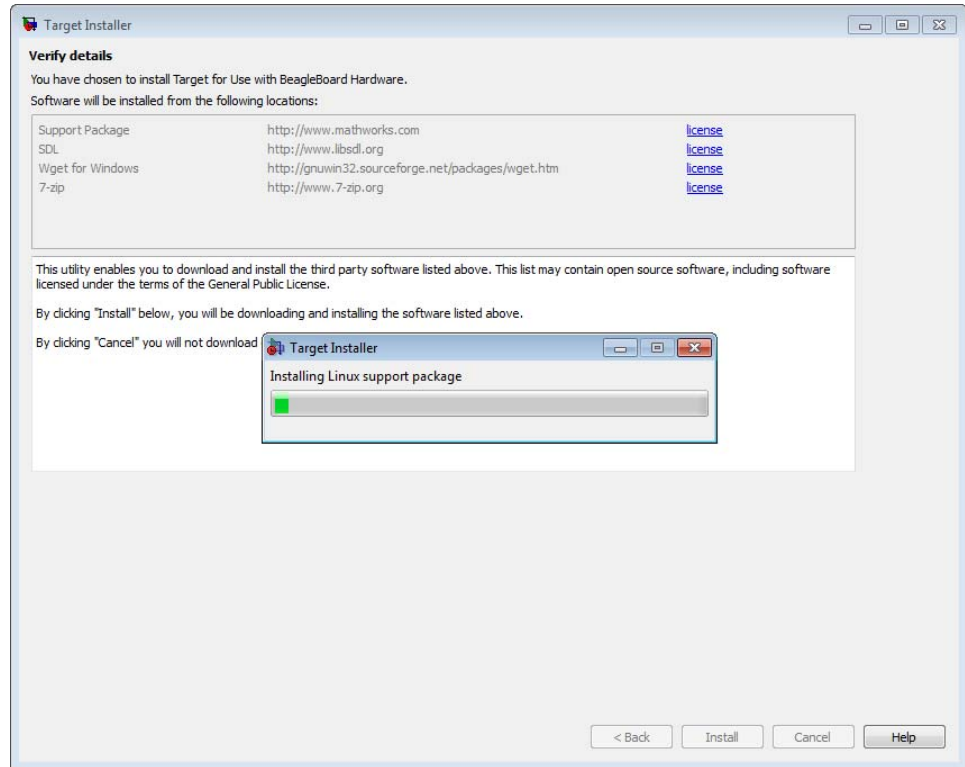 Target Installer
Verify details
You have chosen to install Target for Use with BeagleBoard Hardware.
Software will be installed from the following locations:
Support Package http://www.mathworks.com license
SDL http://www.libsdl.org license
Wget for Windows http://gnuwin32.sourceforge.net/packages/wget.htm license
7-zip http://www.7-zip.org license
This utility enables you to download and install the third party software listed above. This list may contain open source software, including software
licensed under the terms of the General Public License.
By clicking "Install" below, you will be downloading and installing the software listed above.
By clicking "Cancel" you will not download
Target Installer
Installing Linux support package
< Back Install Cancel Help